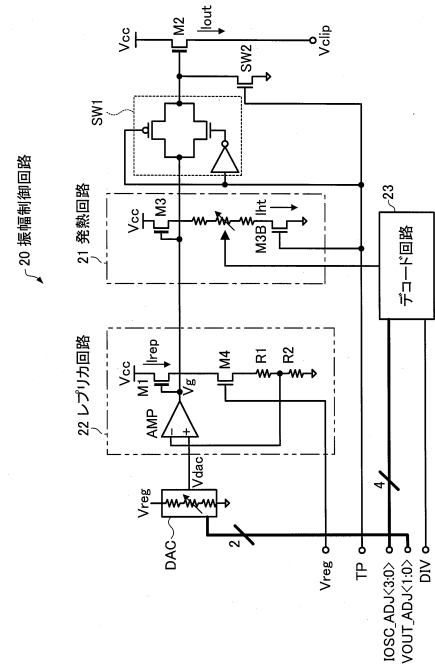 20 振幅制御回路
22 レプリカ回路
21 発熱回路
SW1
Vcc
M2
Iout
Vclip
SW2
Vcc
M3
Iht
M3B
23
デコード回路
Vcc
Irep
M1
Vg
M4
R1
R2
AMP
Vdac
Vreg
DAC
2
4
Vreg
TP
IOSC_ADJ<3:0>
VOUT_ADJ<1:0>
DIV